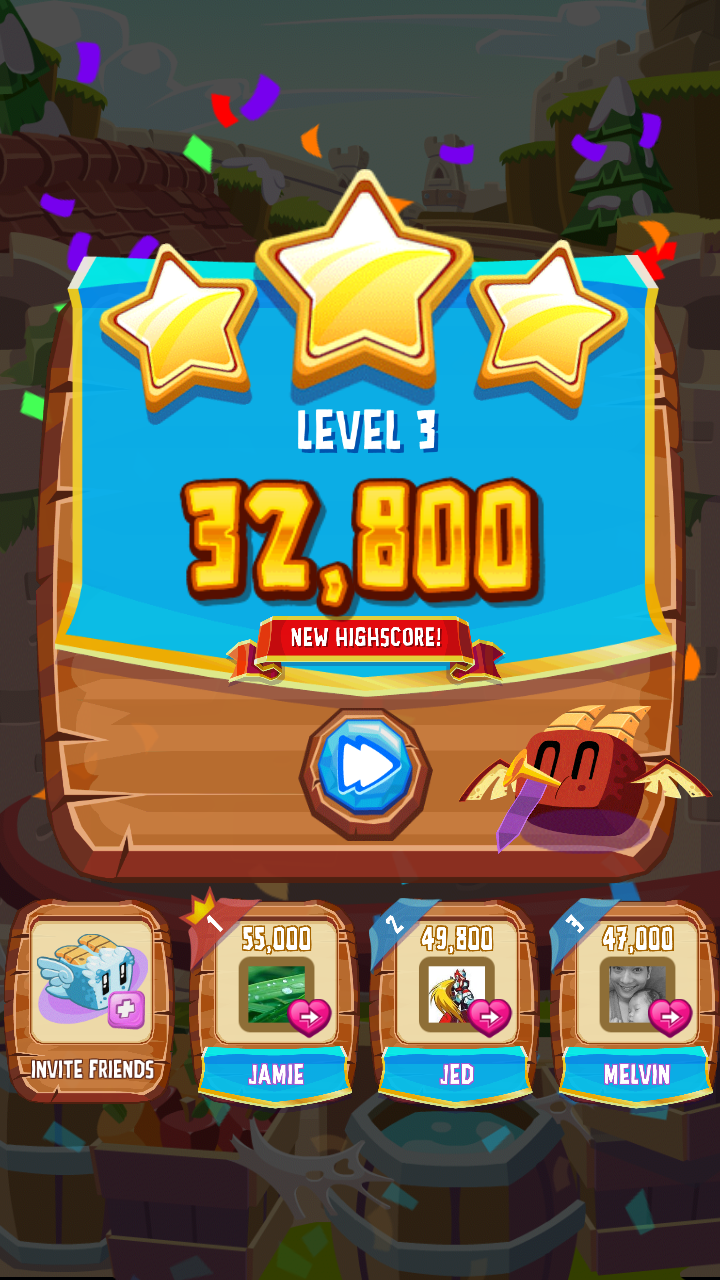 LEVEL 3
32,800
NEW HIGHSCORE!
INVITE FRIENDS
1
55,000
JAMIE
2
49,800
JED
3
47,000
MELVIN